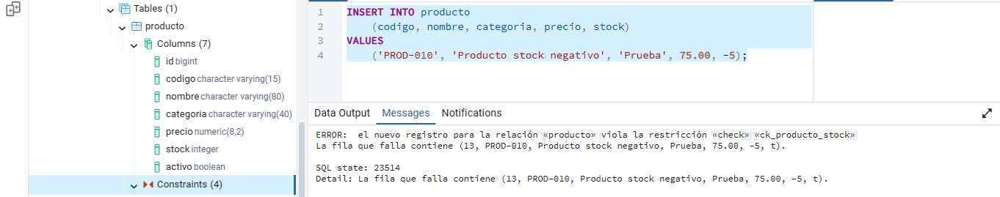 Tables (1)
producto
Columns (7)
id bigint
codigo character varying(15)
nombre character varying(80)
categoria character varying(40)
precio numeric(8,2)
stock integer
activo boolean
Constraints (4)
1 INSERT INTO producto
2 (codigo, nombre, categoria, precio, stock)
3 VALUES
4 ('PROD-010', 'Producto stock negativo', 'Prueba', 75.00, -5);
Data Output Messages Notifications
ERROR: el nuevo registro para la relación «producto» viola la restricción «check» «ck_producto_stock»
La fila que falla contiene (13, PROD-010, Producto stock negativo, Prueba, 75.00, -5, t).
SQL state: 23514
Detail: La fila que falla contiene (13, PROD-010, Producto stock negativo, Prueba, 75.00, -5, t).